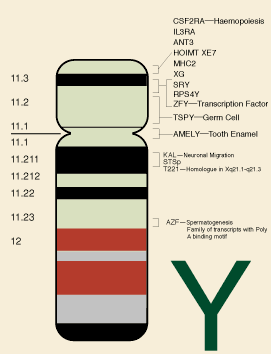 CSF2RA—Haemopoiesis
IL3RA
ANT3
HOIMT XE7
MHC2
XG
SRY
RPS4Y
ZFY—Transcription Factor
TSPY—Germ Cell
AMELY—Tooth Enamel
KAL—Neuronal Migration
STSp
T221—Homologue in Xq21.1-q21.3
AZF—Spermatogenesis
Family of transcripts with Poly
A binding motif
11.3
11.2
11.1
11.1
11.211
11.212
11.22
11.23
12
Y